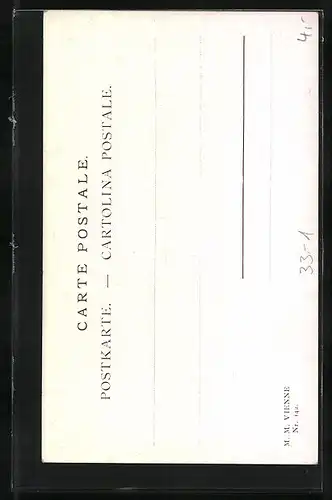 CARTE POSTALE.
POSTKARTE. — CARTOLINA POSTALE.
4,-
33-1
M. M. VIENNE
Nr. 142.